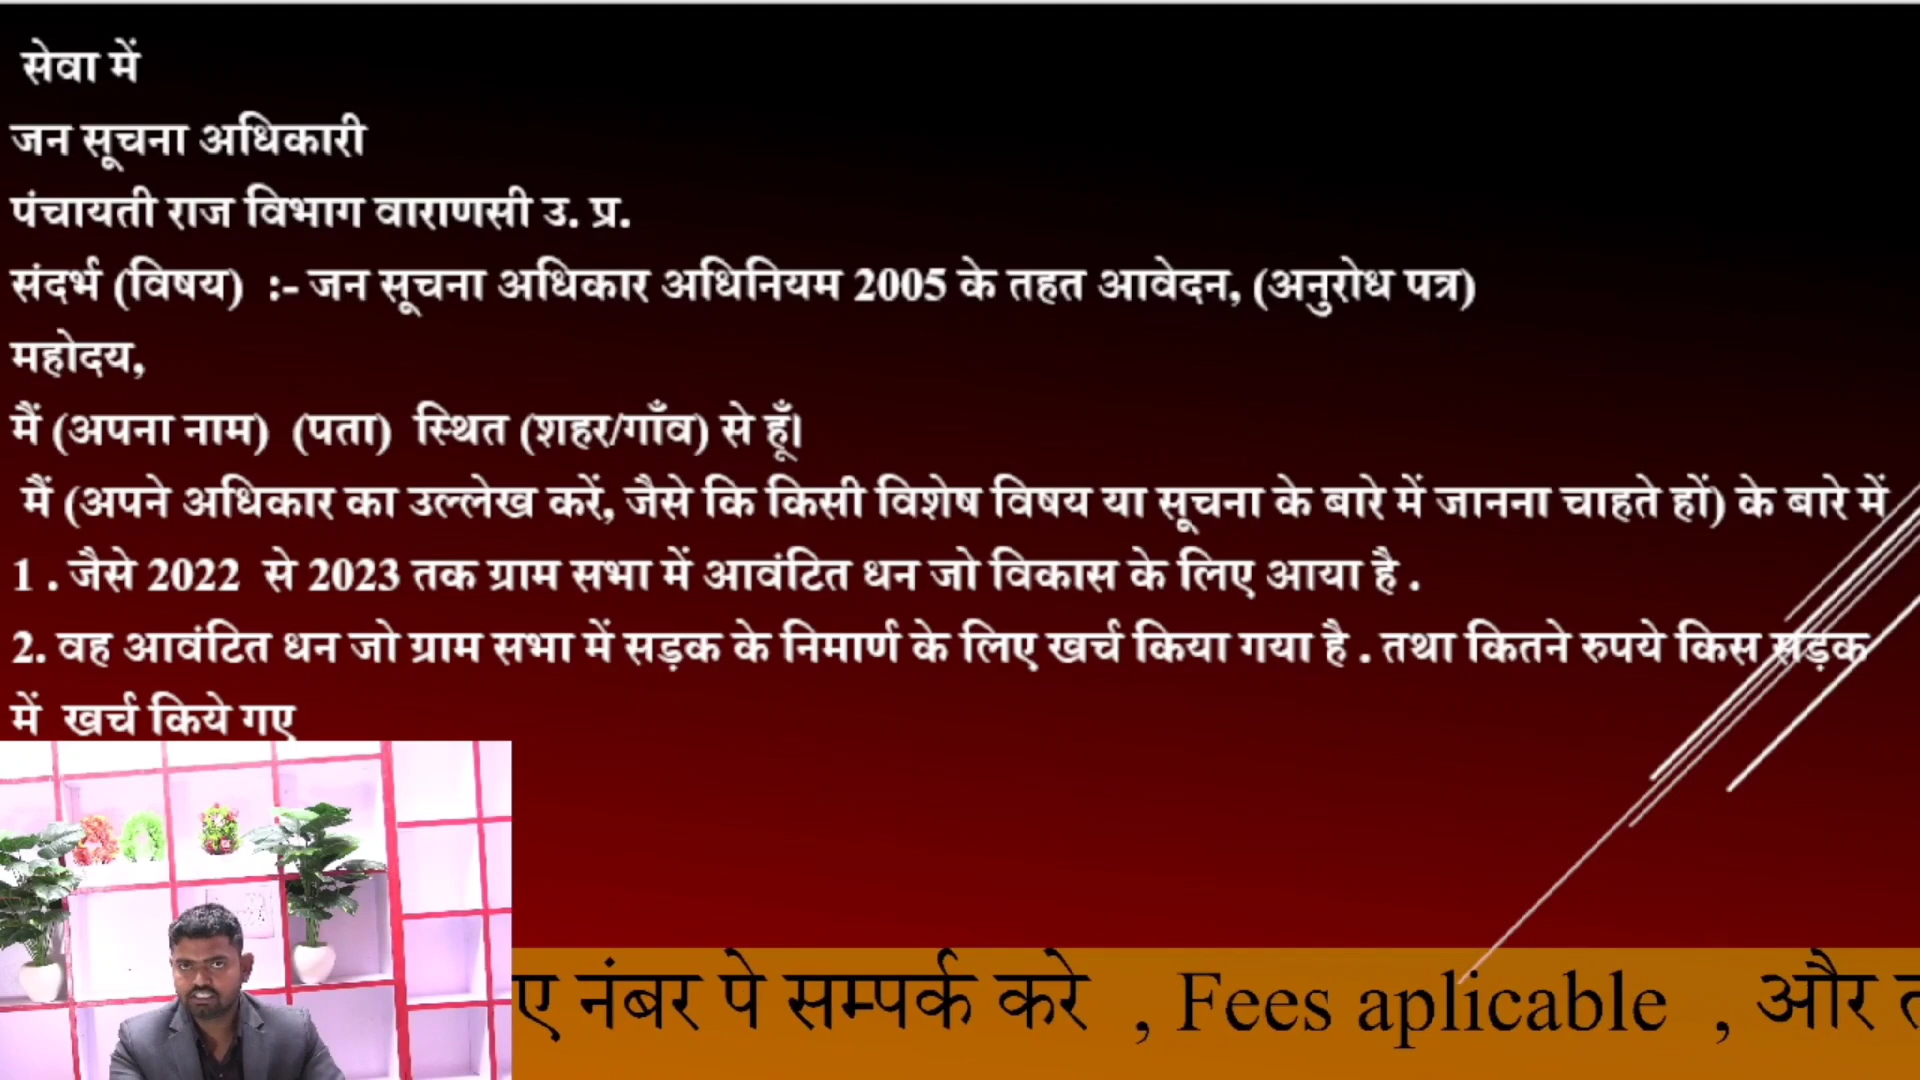 सेवा में
जन सूचना अधिकारी
पंचायती राज विभाग वाराणसी उ. प्र.
संदर्भ (विषय) :- जन सूचना अधिकार अधिनियम 2005 के तहत आवेदन, (अनुरोध पत्र)
महोदय,
मैं (अपना नाम) (पता) स्थित (शहर/गाँव) से हूँ।
मैं (अपने अधिकार का उल्लेख करें, जैसे कि किसी विशेष विषय या सूचना के बारे में जानना चाहते हों) के बारे में
1 . जैसे 2022 से 2023 तक ग्राम सभा में आवंटित धन जो विकास के लिए आया है .
2. वह आवंटित धन जो ग्राम सभा में सड़क के निमार्ण के लिए खर्च किया गया है . तथा कितने रुपये किस सड़क
में खर्च किये गए
ए नंबर पे सम्पर्क करे , Fees aplicable , और